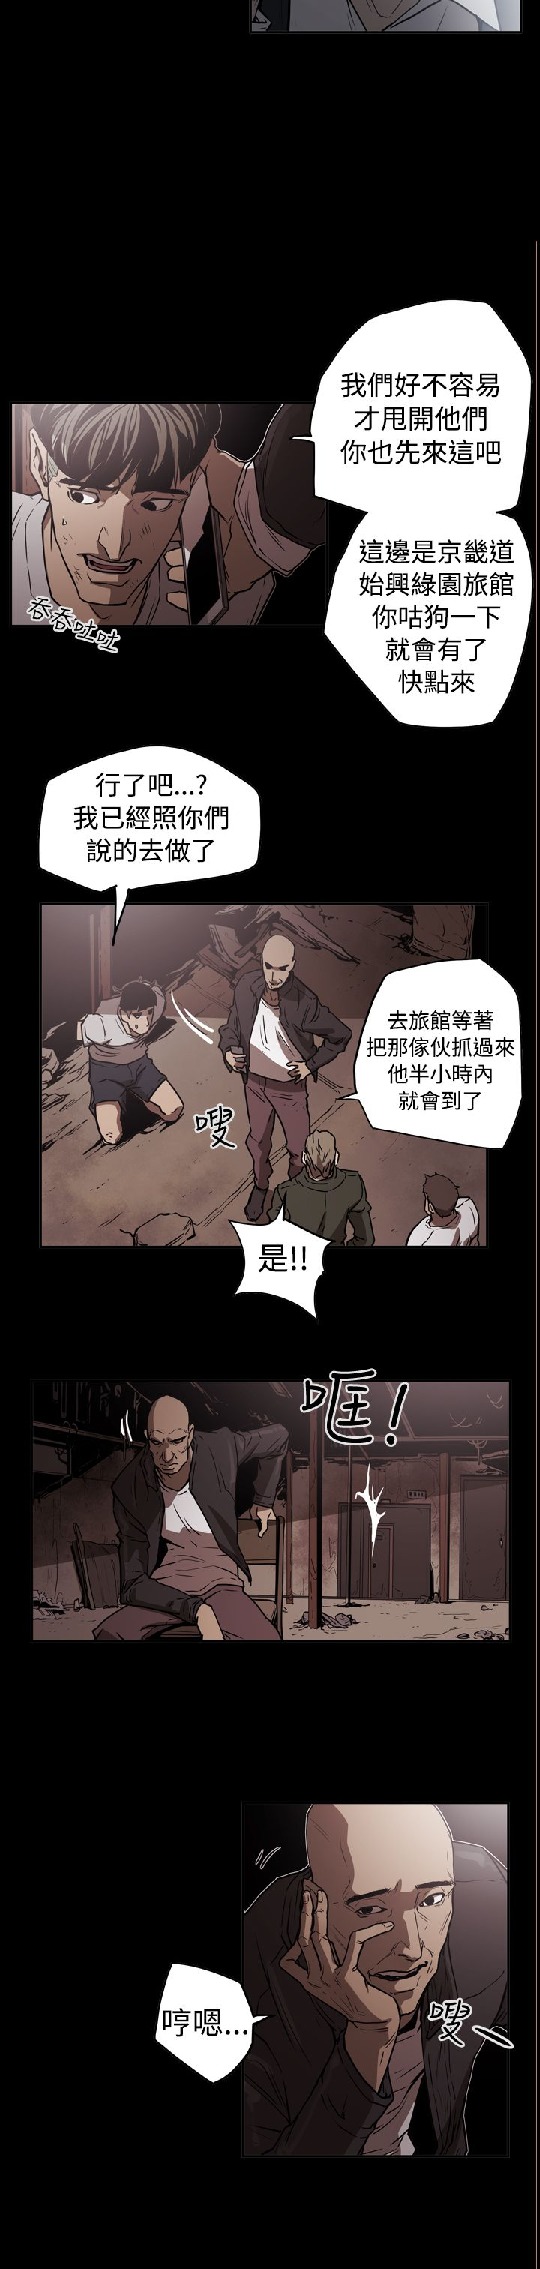 我們好不容易
才甩開他們
你也先來這吧
這邊是京畿道
始興綠園旅館
你咕狗一下
就會有了
快點來
吞吞吐吐
行了吧...?
我已經照你們
說的去做了
去旅館等著
把那傢伙抓過來
他半小時內
就會到了
嗖
是!!
哐!
哼嗯...
嗖